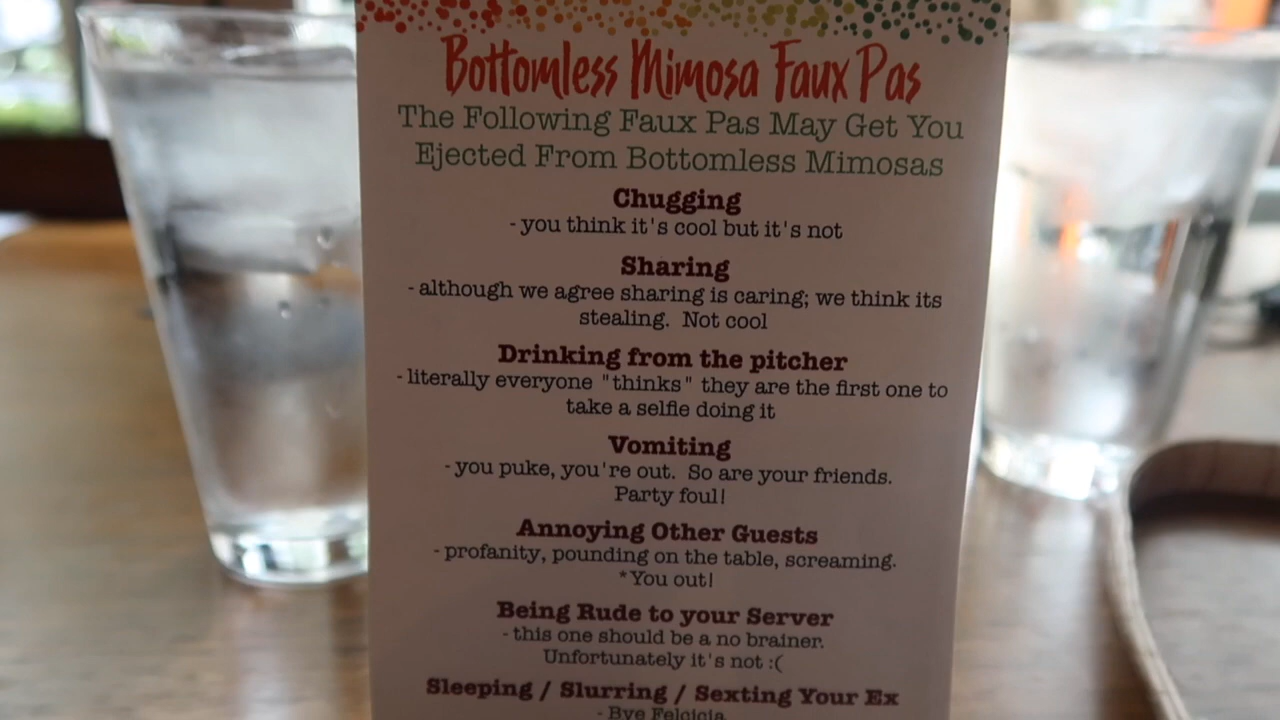 Bottomless Mimosa Faux Pas
The Following Faux Pas May Get You
Ejected From Bottomless Mimosas
Chugging
- you think it's cool but it's not
Sharing
- although we agree sharing is caring; we think its
stealing. Not cool
Drinking from the pitcher
- literally everyone "thinks" they are the first one to
take a selfie doing it
Vomiting
- you puke, you're out. So are your friends.
Party foul!
Annoying Other Guests
- profanity, pounding on the table, screaming.
*You out!
Being Rude to your Server
- this one should be a no brainer.
Unfortunately it's not :(
Sleeping / Slurring / Sexting Your Ex
- Bye Felcicia